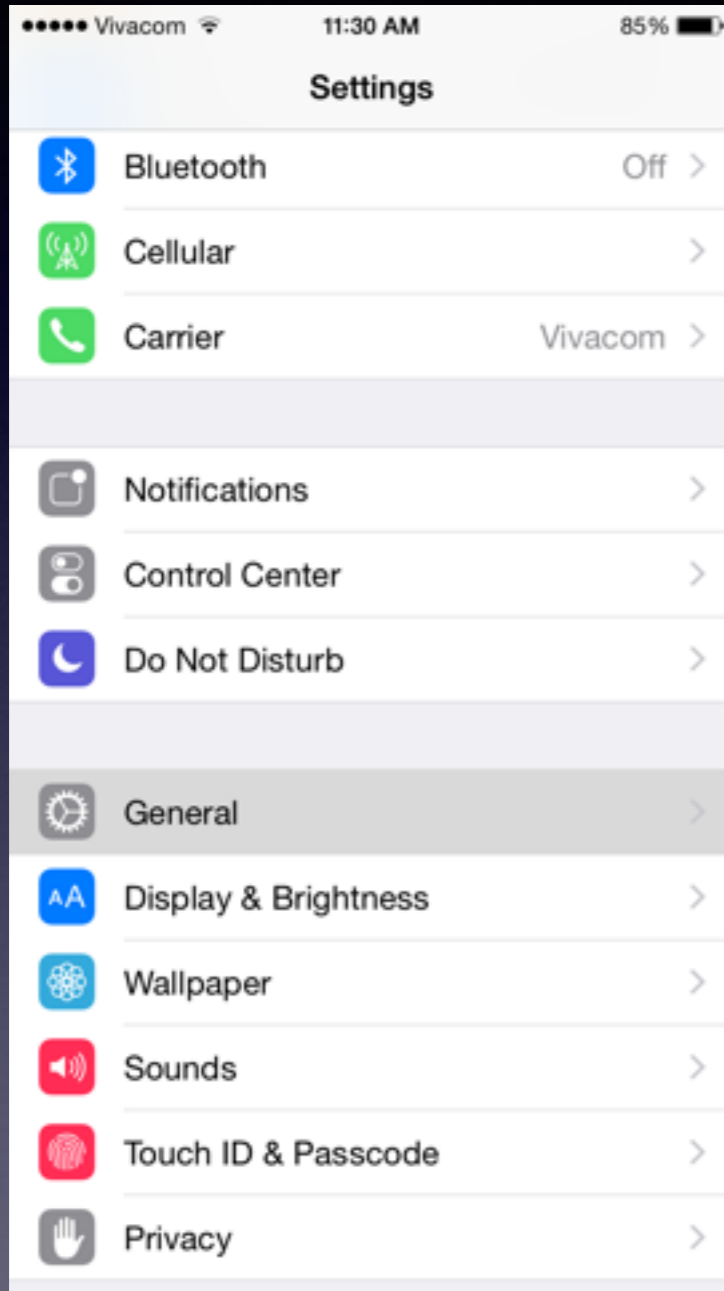 Vivacom 11:30 AM 85%
Settings
Bluetooth Off
Cellular
Carrier Vivacom
Notifications
Control Center
Do Not Disturb
General
AA Display & Brightness
Wallpaper
Sounds
Touch ID & Passcode
Privacy